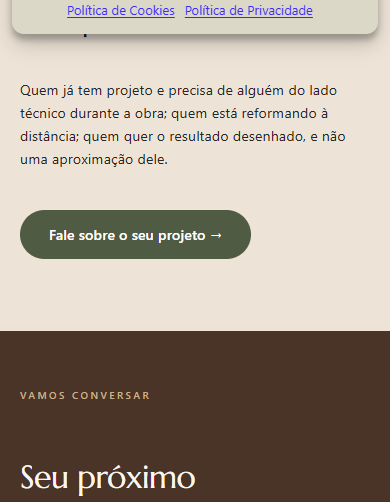 Política de Cookies Política de Privacidade
Quem já tem projeto e precisa de alguém do lado
técnico durante a obra; quem está reformando à
distância; quem quer o resultado desenhado, e não
uma aproximação dele.
Fale sobre o seu projeto →
VAMOS CONVERSAR
Seu próximo